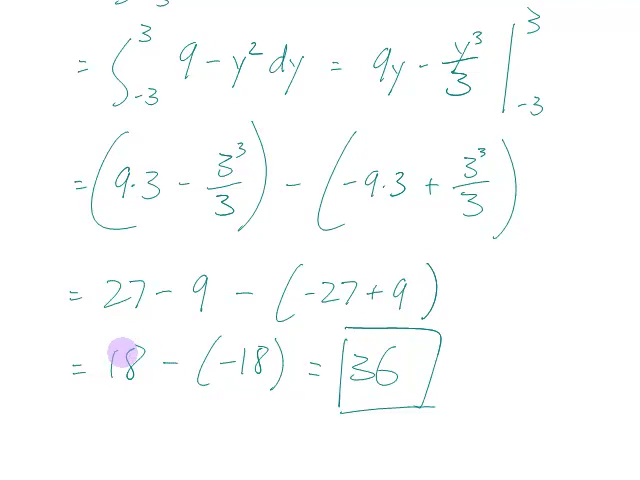 = ∫_{-3}^{3} 9 - y² dy = 9y - y³/3 |_{-3}^{3}
= (9·3 - 3³/3) - (-9·3 + 3³/3)
= 27 - 9 - (-27 + 9)
= 18 - (-18) = 36